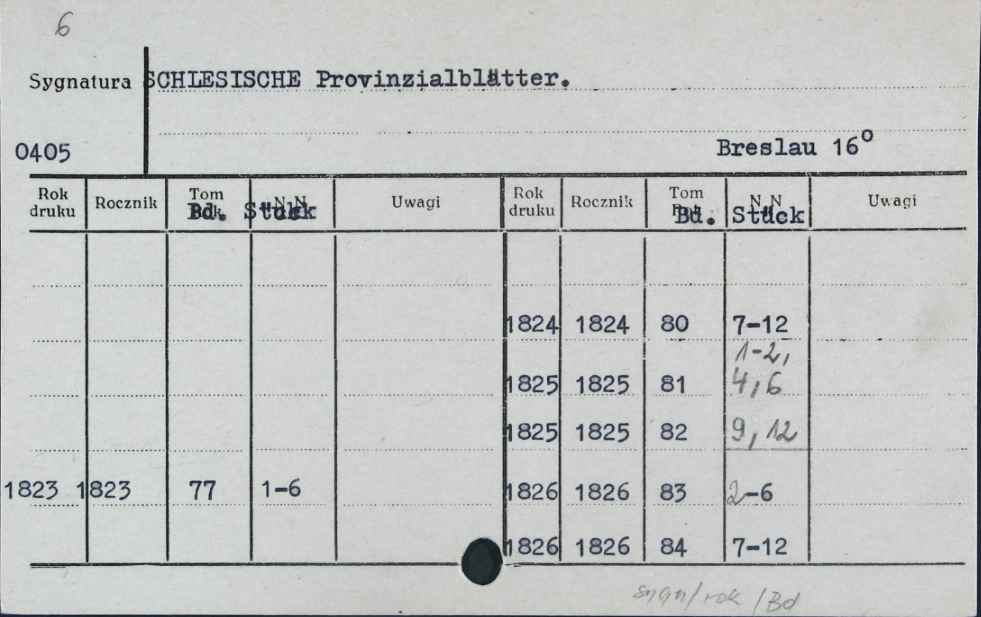 6
Sygnatura SCHLESISCHE Provinzialblätter.
0405 Breslau 16°
Rok druku Rocznik Tom Bd. N.N Stück Uwagi Rok druku Rocznik Tom Bd. N.N Stück Uwagi
1824 1824 80 7-12
1-2,
1825 1825 81 4, 6
1825 1825 82 9, 12
1823 1823 77 1-6 1826 1826 83 2-6
1826 1826 84 7-12
sygn/rok/Bd